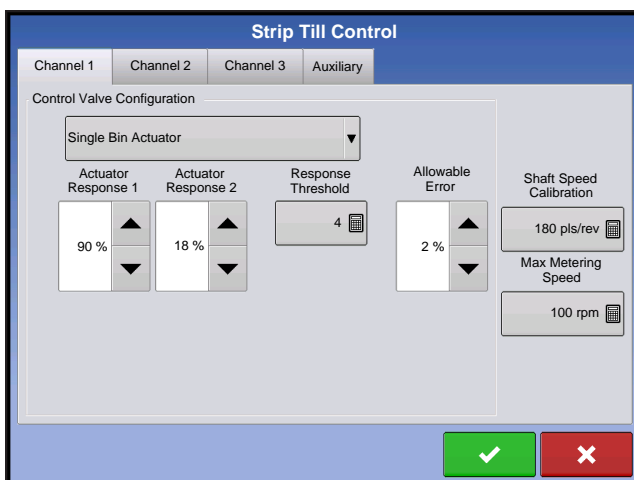 Strip Till Control
Channel 1
Channel 2
Channel 3
Auxiliary
Control Valve Configuration
Single Bin Actuator
Actuator
Response 1
90 %
Actuator
Response 2
18 %
Response
Threshold
4
Allowable
Error
2 %
Shaft Speed
Calibration
180 pls/rev
Max Metering
Speed
100 rpm